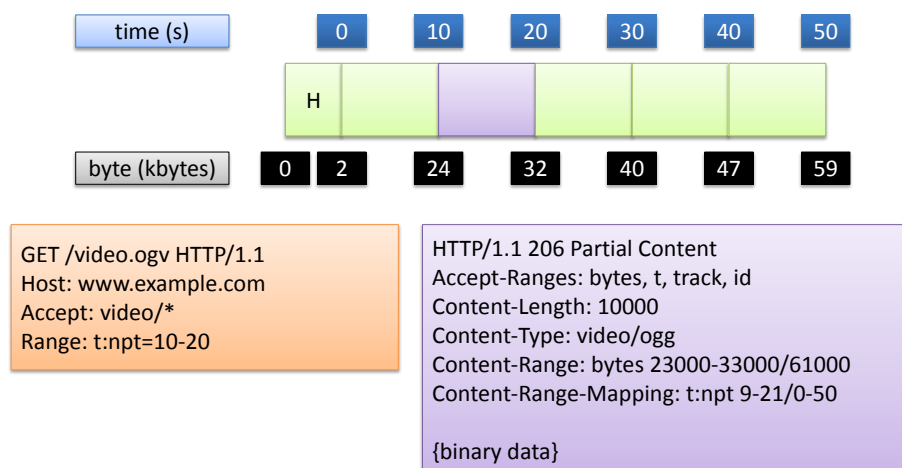 time (s) 0 10 20 30 40 50
H
byte (kbytes) 0 2 24 32 40 47 59
GET /video.ogv HTTP/1.1
Host: www.example.com
Accept: video/*
Range: t:npt=10-20
HTTP/1.1 206 Partial Content
Accept-Ranges: bytes, t, track, id
Content-Length: 10000
Content-Type: video/ogg
Content-Range: bytes 23000-33000/61000
Content-Range-Mapping: t:npt 9-21/0-50
{binary data}